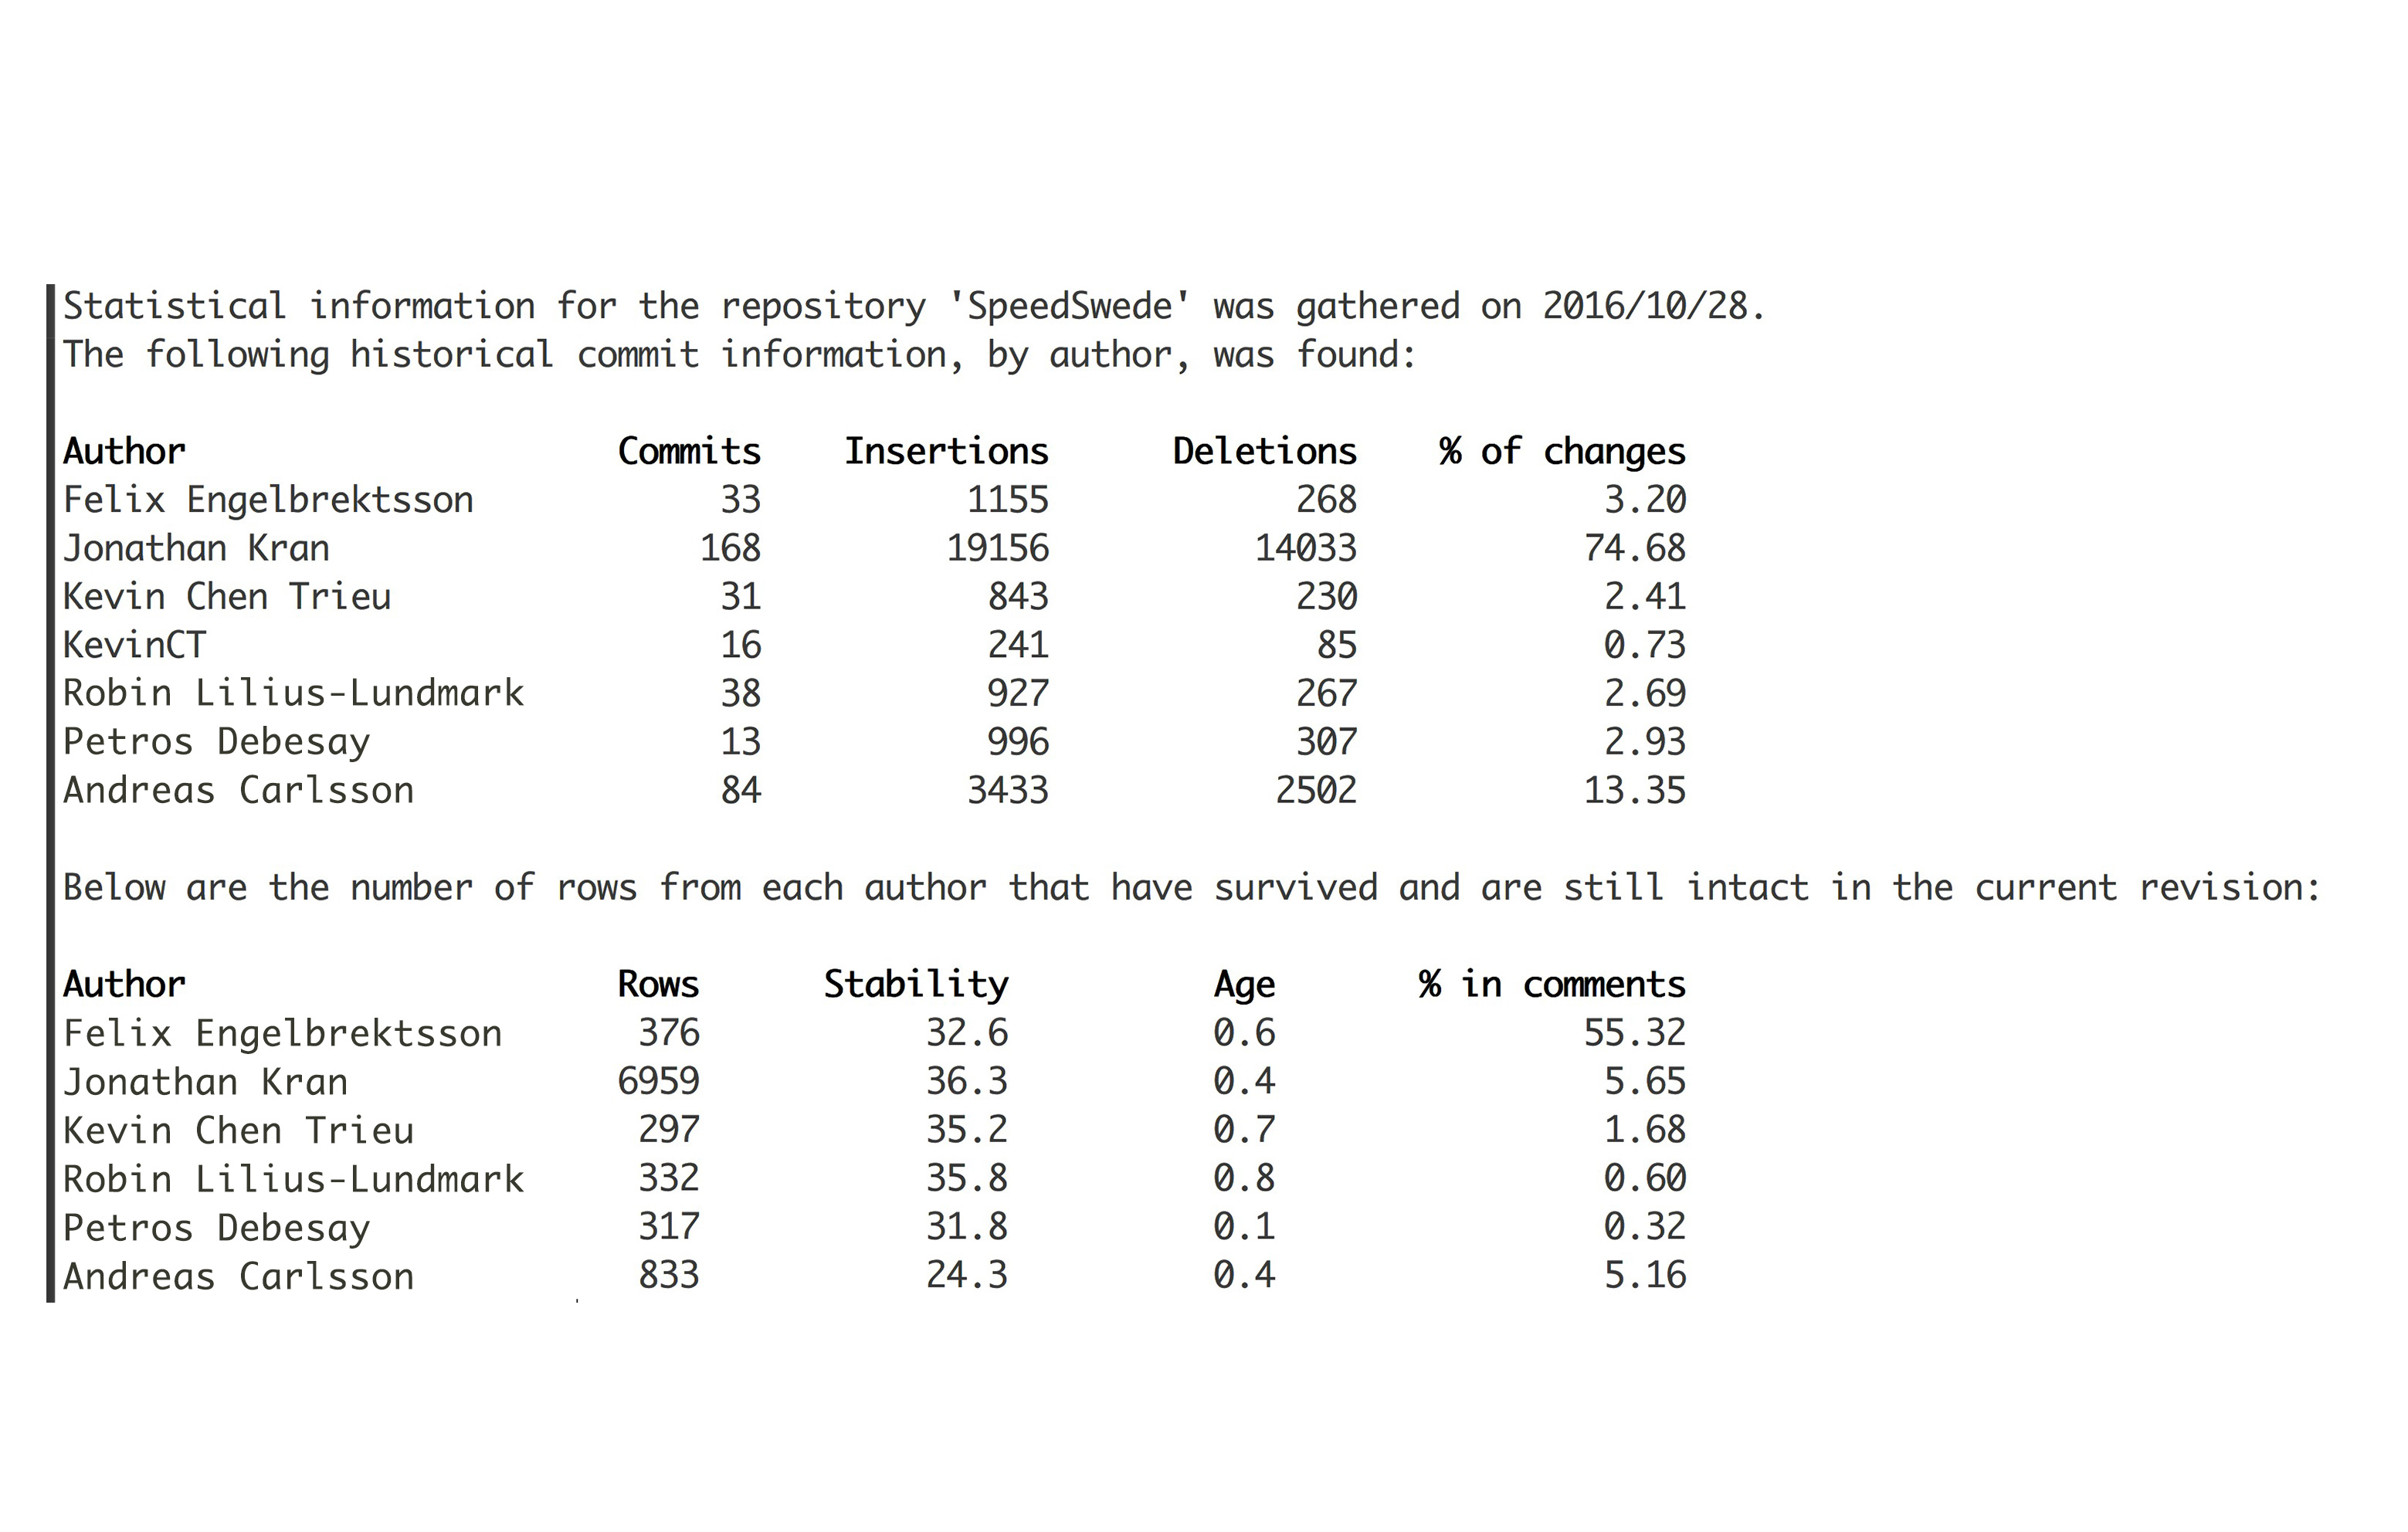 Statistical information for the repository 'SpeedSwede' was gathered on 2016/10/28.
The following historical commit information, by author, was found:
Author Commits Insertions Deletions % of changes
Felix Engelbrektsson 33 1155 268 3.20
Jonathan Kran 168 19156 14033 74.68
Kevin Chen Trieu 31 843 230 2.41
KevinCT 16 241 85 0.73
Robin Lilius-Lundmark 38 927 267 2.69
Petros Debesay 13 996 307 2.93
Andreas Carlsson 84 3433 2502 13.35
Below are the number of rows from each author that have survived and are still intact in the current revision:
Author Rows Stability Age % in comments
Felix Engelbrektsson 376 32.6 0.6 55.32
Jonathan Kran 6959 36.3 0.4 5.65
Kevin Chen Trieu 297 35.2 0.7 1.68
Robin Lilius-Lundmark 332 35.8 0.8 0.60
Petros Debesay 317 31.8 0.1 0.32
Andreas Carlsson 833 24.3 0.4 5.16